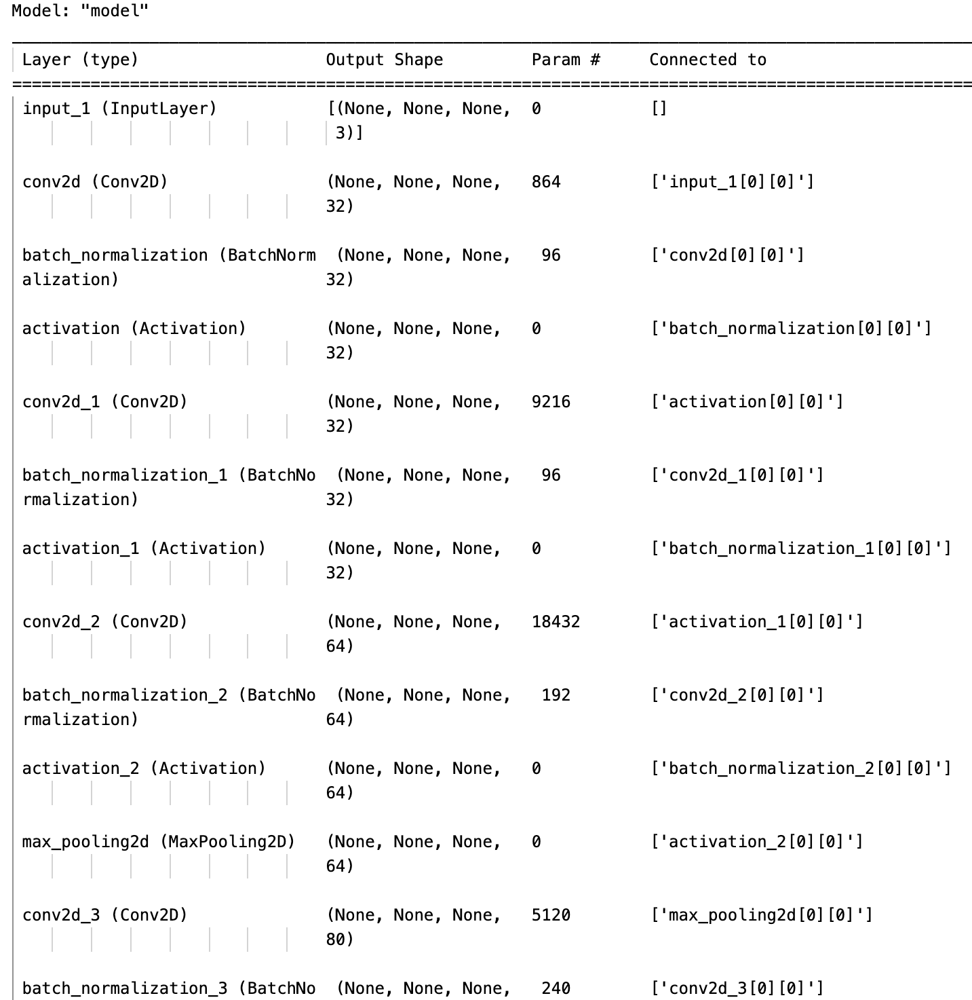 Model: "model"
__________________________________________________________________________________________________
Layer (type)                   Output Shape         Param #     Connected to
==================================================================================================
input_1 (InputLayer)           [(None, None, None,  0           []
                                3)]
conv2d (Conv2D)                (None, None, None,   864         ['input_1[0][0]']
                               32)
batch_normalization (BatchNorm  (None, None, None,   96         ['conv2d[0][0]']
alization)                     32)
activation (Activation)        (None, None, None,   0           ['batch_normalization[0][0]']
                               32)
conv2d_1 (Conv2D)              (None, None, None,   9216        ['activation[0][0]']
                               32)
batch_normalization_1 (BatchNo  (None, None, None,   96         ['conv2d_1[0][0]']
rmalization)                   32)
activation_1 (Activation)      (None, None, None,   0           ['batch_normalization_1[0][0]']
                               32)
conv2d_2 (Conv2D)              (None, None, None,   18432       ['activation_1[0][0]']
                               64)
batch_normalization_2 (BatchNo  (None, None, None,   192        ['conv2d_2[0][0]']
rmalization)                   64)
activation_2 (Activation)      (None, None, None,   0           ['batch_normalization_2[0][0]']
                               64)
max_pooling2d (MaxPooling2D)   (None, None, None,   0           ['activation_2[0][0]']
                               64)
conv2d_3 (Conv2D)              (None, None, None,   5120        ['max_pooling2d[0][0]']
                               80)
batch_normalization_3 (BatchNo  (None, None, None,   240        ['conv2d_3[0][0]']